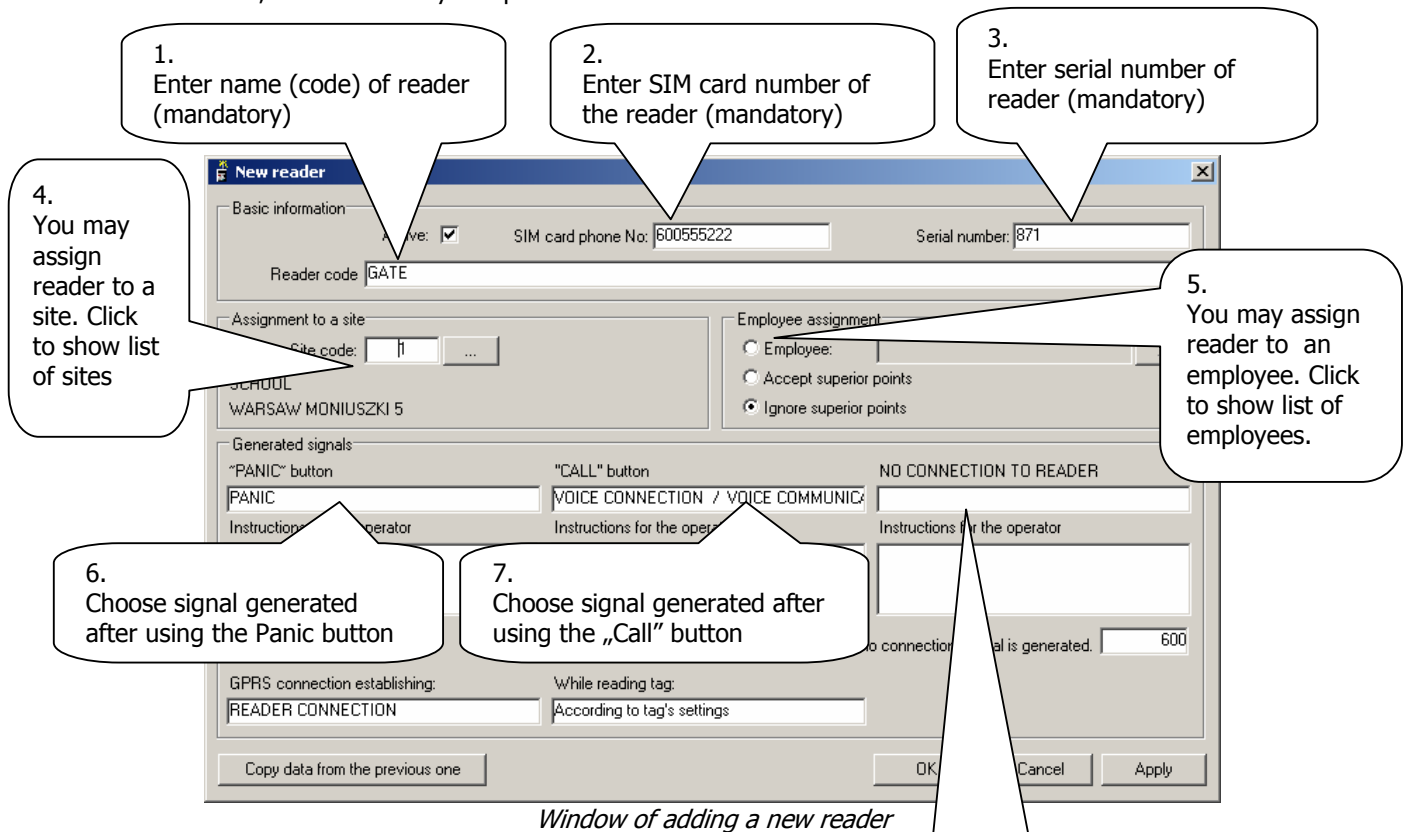 1.
Enter name (code) of reader
(mandatory)
2.
Enter SIM card number of
the reader (mandatory)
3.
Enter serial number of
reader (mandatory)
4.
You may
assign
reader to a
site. Click
to show list
of sites
New reader
Basic information
SIM card phone No: 600555222
Serial number: 871
Reader code GATE
Assignment to a site
Site code: 1 ...
SCHOOL
WARSAW MONIUSZKI 5
Employee assignment
Employee:
Accept superior points
Ignore superior points
5.
You may assign
reader to an
employee. Click
to show list of
employees.
Generated signals
"PANIC" button
"CALL" button
NO CONNECTION TO READER
PANIC
VOICE CONNECTION / VOICE COMMUNICA
Instructions for the operator
Instructions for the operator
6.
Choose signal generated
after using the Panic button
7.
Choose signal generated after
using the „Call" button
connection is generated. 600
GPRS connection establishing:
While reading tag:
READER CONNECTION
According to tag's settings
Copy data from the previous one
OK
Cancel
Apply
Window of adding a new reader